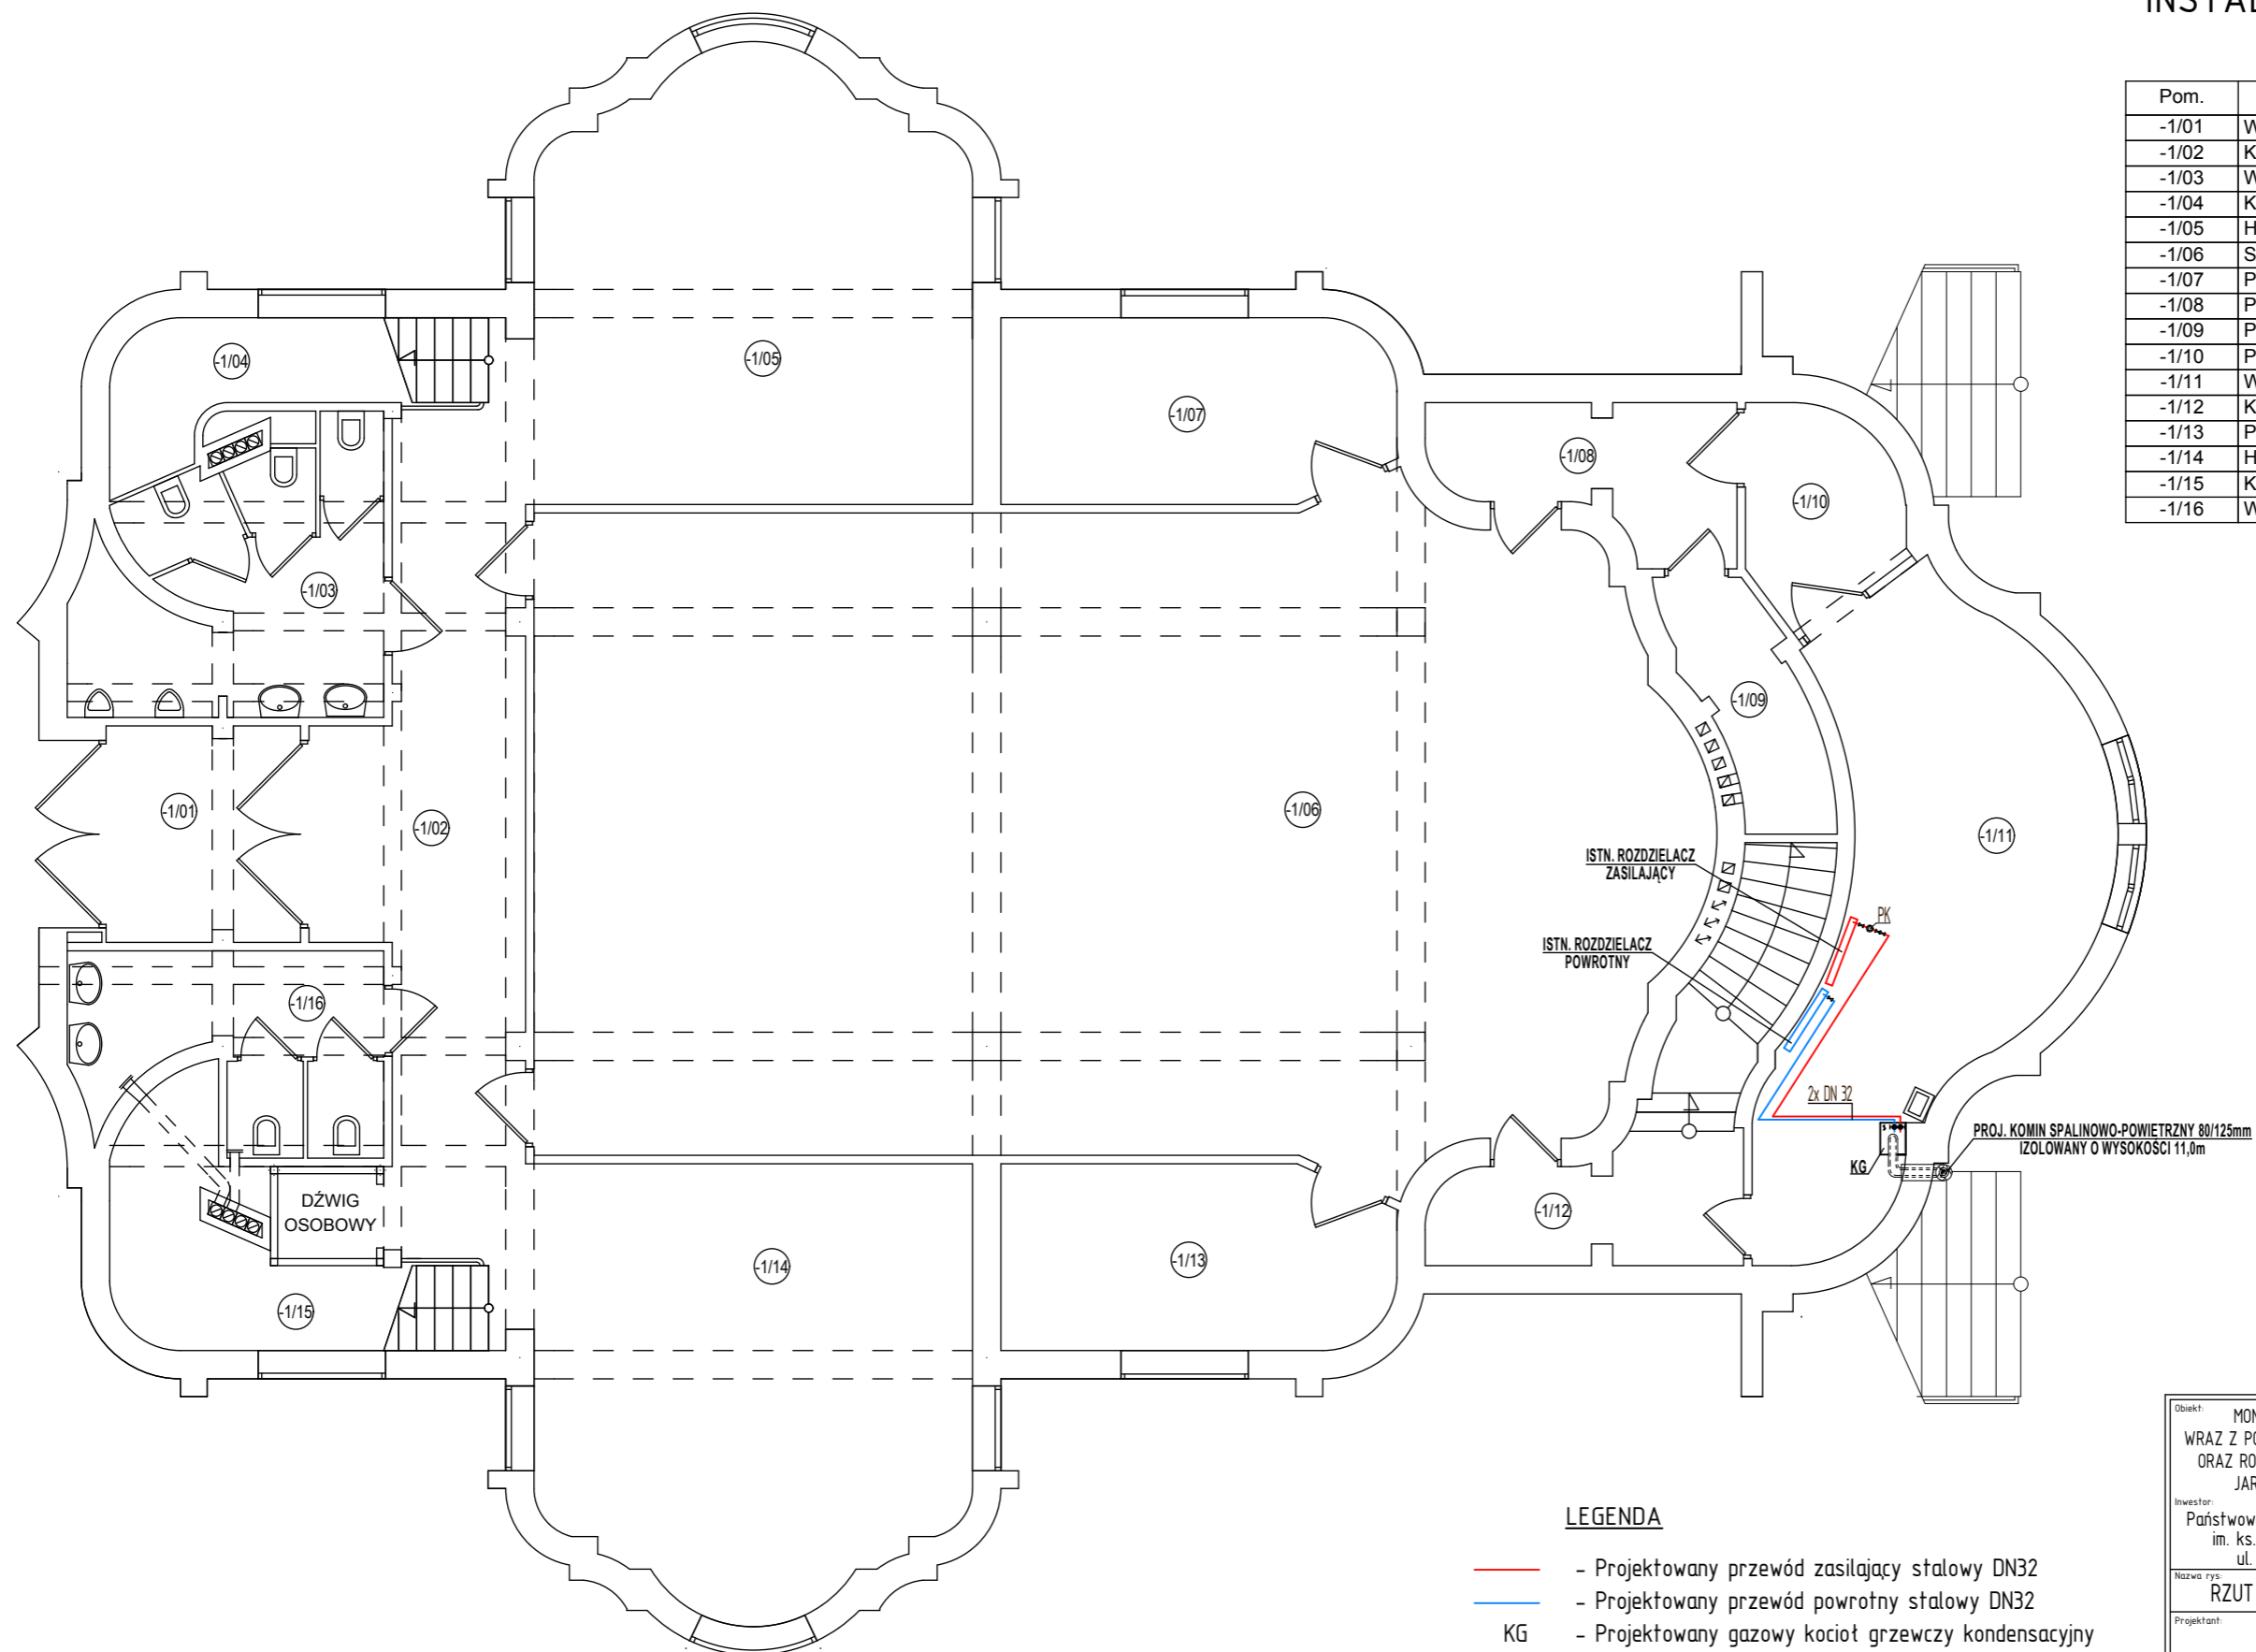 Pom.
-1/01 W
-1/02 K
-1/03 W
-1/04 K
-1/05 H
-1/06 S
-1/07 P
-1/08 P
-1/09 P
-1/10 P
-1/11 W
-1/12 K
-1/13 P
-1/14 H
-1/15 K
-1/16 W
-1/04
-1/05
-1/07
-1/08
-1/10
-1/03
-1/09
-1/01
-1/02
-1/06
-1/11
ISTN. ROZDZIELACZ
ZASILAJĄCY
PK
ISTN. ROZDZIELACZ
POWROTNY
-1/16
2x DN 32
PROJ. KOMIN SPALINOWO-POWIETRZNY 80/125mm
IZOLOWANY O WYSOKOŚCI 11,0m
KG
DŹWIG
OSOBOWY
-1/12
-1/14
-1/13
-1/15
LEGENDA
- Projektowany przewód zasilający stalowy DN32
- Projektowany przewód powrotny stalowy DN32
KG - Projektowany gazowy kocioł grzewczy kondensacyjny
Obiekt:
WRAZ Z
ORAZ
Inwestor:
im. ks.
ul.
Nazwa rys:
RZUT
Projektant: